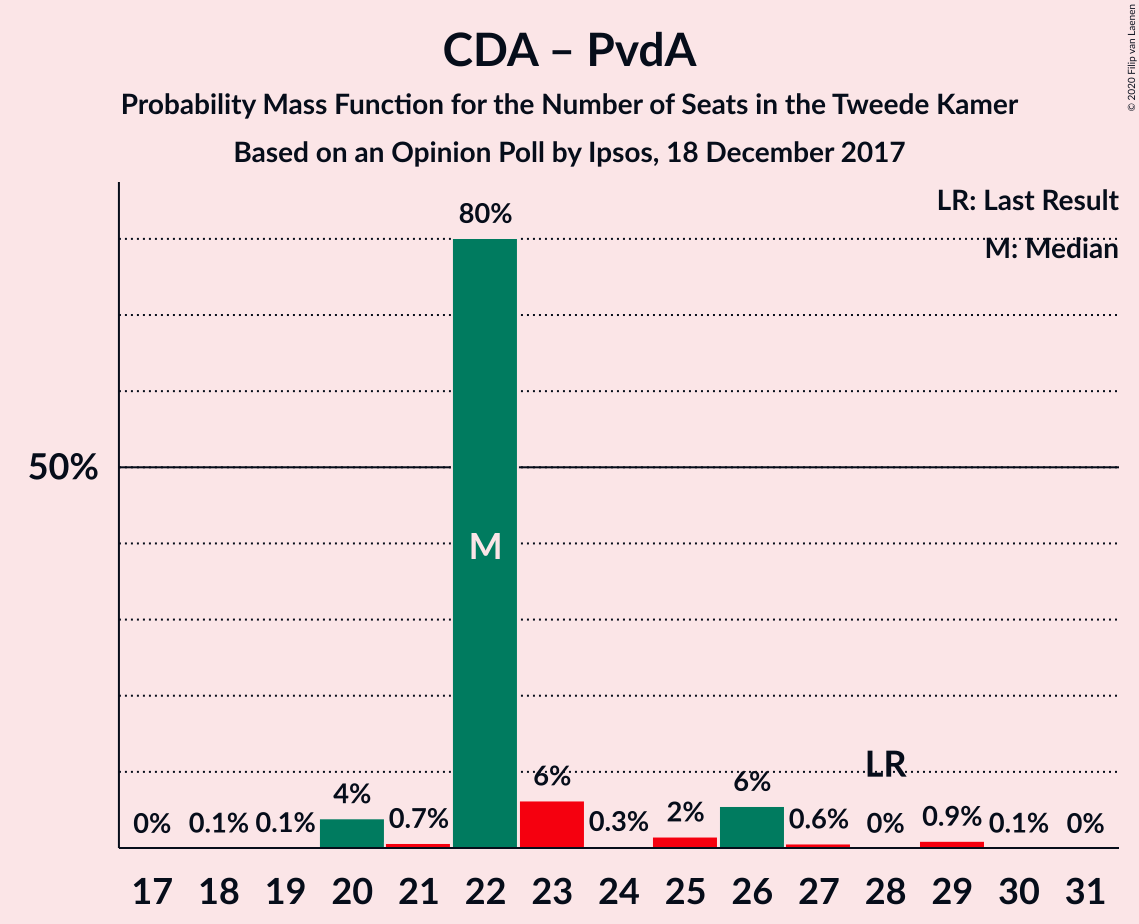 CDA – PvdA
Probability Mass Function for the Number of Seats in the Tweede Kamer
Based on an Opinion Poll by Ipsos, 18 December 2017
© 2020 Filip van Laenen
LR: Last Result
M: Median
80%
50%
M
LR
0% 0.1% 0.1% 4% 0.7% 6% 0.3% 2% 6% 0.6% 0% 0.9% 0.1% 0%
17 18 19 20 21 22 23 24 25 26 27 28 29 30 31